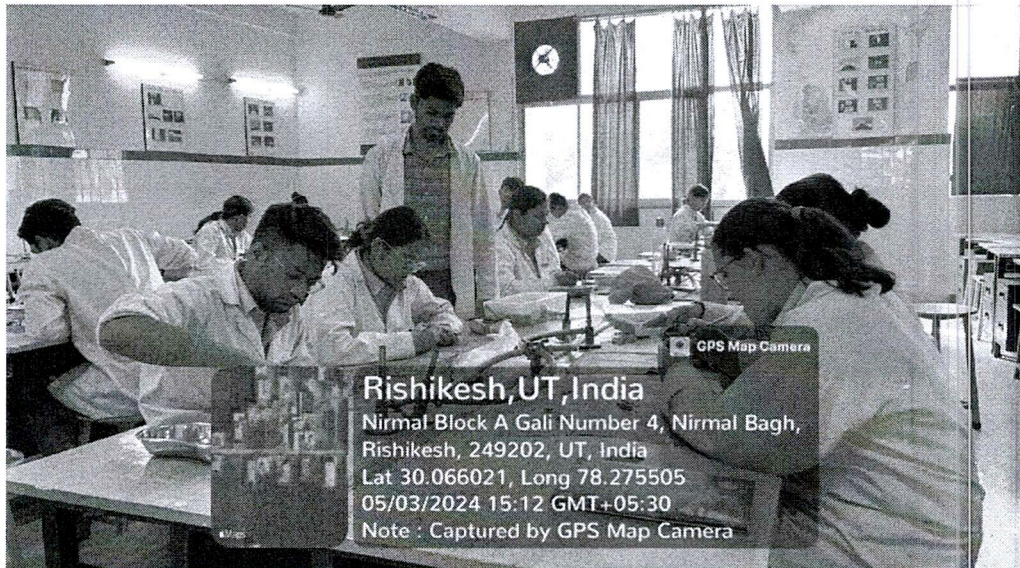 GPS Map Camera
Rishikesh,UT,India
Nirmal Block A Gali Number 4, Nirmal Bagh,
Rishikesh, 249202, UT, India
Lat 30.066021, Long 78.275505
05/03/2024 15:12 GMT+05:30
Note : Captured by GPS Map Camera
Maps